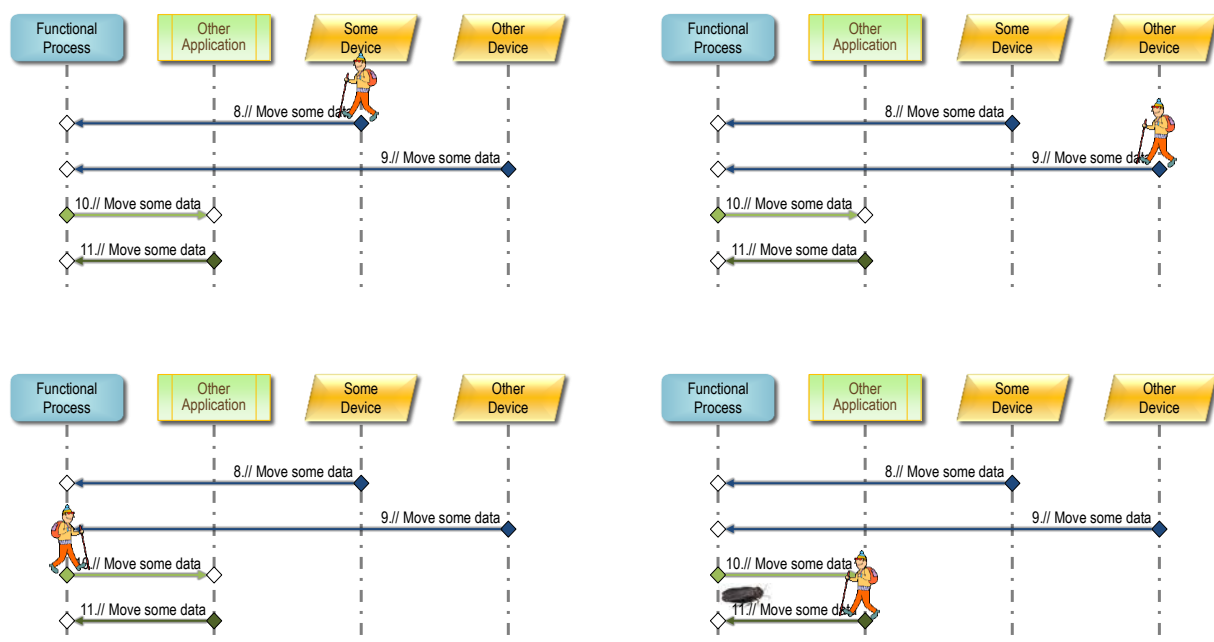 Functional
Process
Other
Application
Some
Device
Other
Device
8.// Move some data
9.// Move some data
10.// Move some data
11.// Move some data
Functional
Process
Other
Application
Some
Device
Other
Device
8.// Move some data
9.// Move some data
10.// Move some data
11.// Move some data
Functional
Process
Other
Application
Some
Device
Other
Device
8.// Move some data
9.// Move some data
10.// Move some data
11.// Move some data
Functional
Process
Other
Application
Some
Device
Other
Device
8.// Move some data
9.// Move some data
10.// Move some data
11.// Move some data